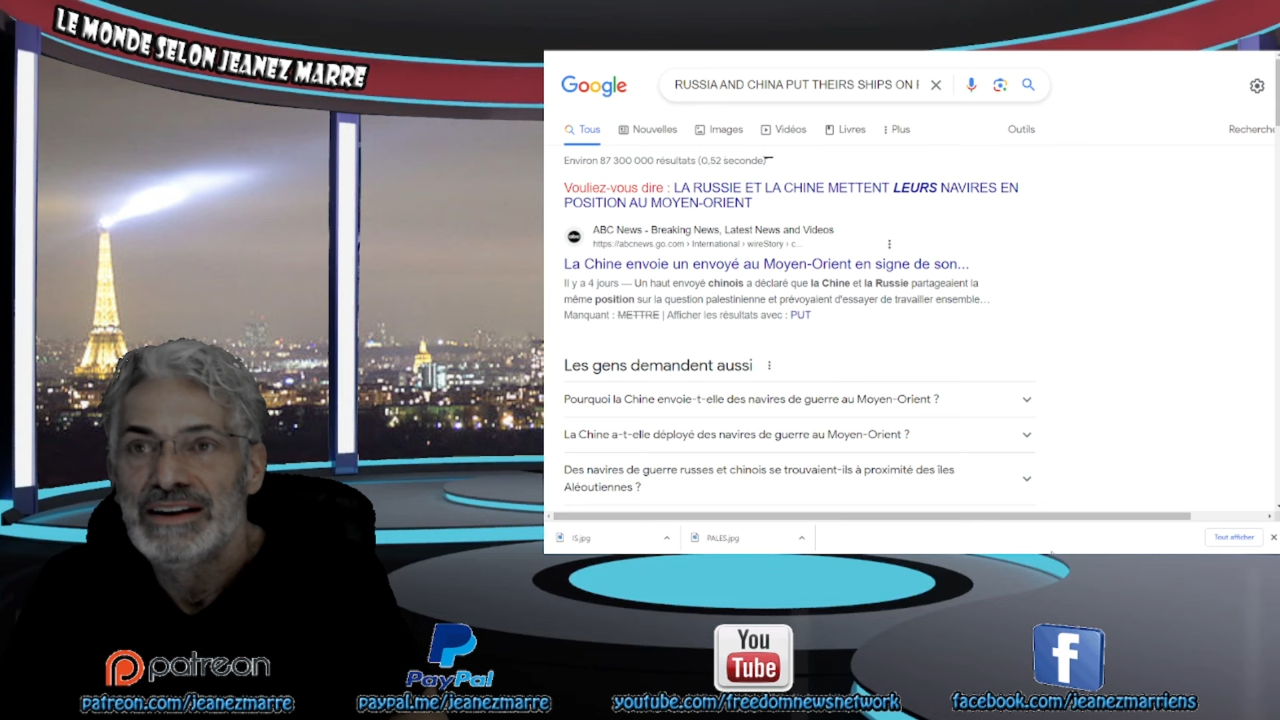 LE MONDE SELON JEANEZ MARRE
Google
RUSSIA AND CHINA PUT THEIRS SHIPS ON
Tous Nouvelles Images Vidéos Livres Plus Outils Recherche
Environ 87 300 000 résultats (0,52 seconde)
Vouliez-vous dire : LA RUSSIE ET LA CHINE METTENT LEURS NAVIRES EN
POSITION AU MOYEN-ORIENT
ABC News - Breaking News, Latest News and Videos
https://abcnews.go.com › International › wireStory › c...
La Chine envoie un envoyé au Moyen-Orient en signe de son...
Il y a 4 jours — Un haut envoyé chinois a déclaré que la Chine et la Russie partageaient la
même position sur la question palestinienne et prévoyaient d'essayer de travailler ensemble...
Manquant : METTRE | Afficher les résultats avec : PUT
Les gens demandent aussi
Pourquoi la Chine envoie-t-elle des navires de guerre au Moyen-Orient ?
La Chine a-t-elle déployé des navires de guerre au Moyen-Orient ?
Des navires de guerre russes et chinois se trouvaient-ils à proximité des îles
Aléoutiennes ?
IS.jpg PALES.jpg Tout afficher
patreon PayPal You Tube f
patreon.com/jeanezmarre paypal.me/jeanezmarre youtube.com/freedomnewsnetwork facebook.com/jeanezmarriens